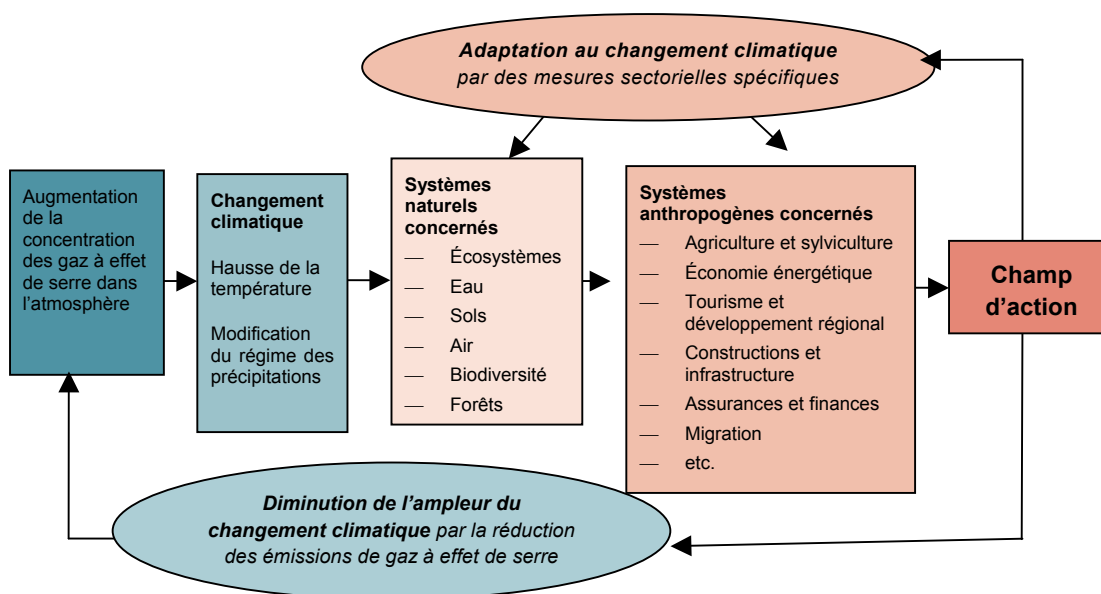 Adaptation au changement climatique
par des mesures sectorielles spécifiques
Augmentation
de la
concentration
des gaz à effet
de serre dans
l'atmosphère
Changement
climatique
Hausse de la
température
Modification
du régime des
précipitations
Systèmes
naturels
concernés
— Écosystèmes
— Eau
— Sols
— Air
— Biodiversité
— Forêts
Systèmes
anthropogènes concernés
— Agriculture et sylviculture
— Économie énergétique
— Tourisme et
développement régional
— Constructions et
infrastructure
— Assurances et finances
— Migration
— etc.
Champ
d'action
Diminution de l'ampleur du
changement climatique par la réduction
des émissions de gaz à effet de serre